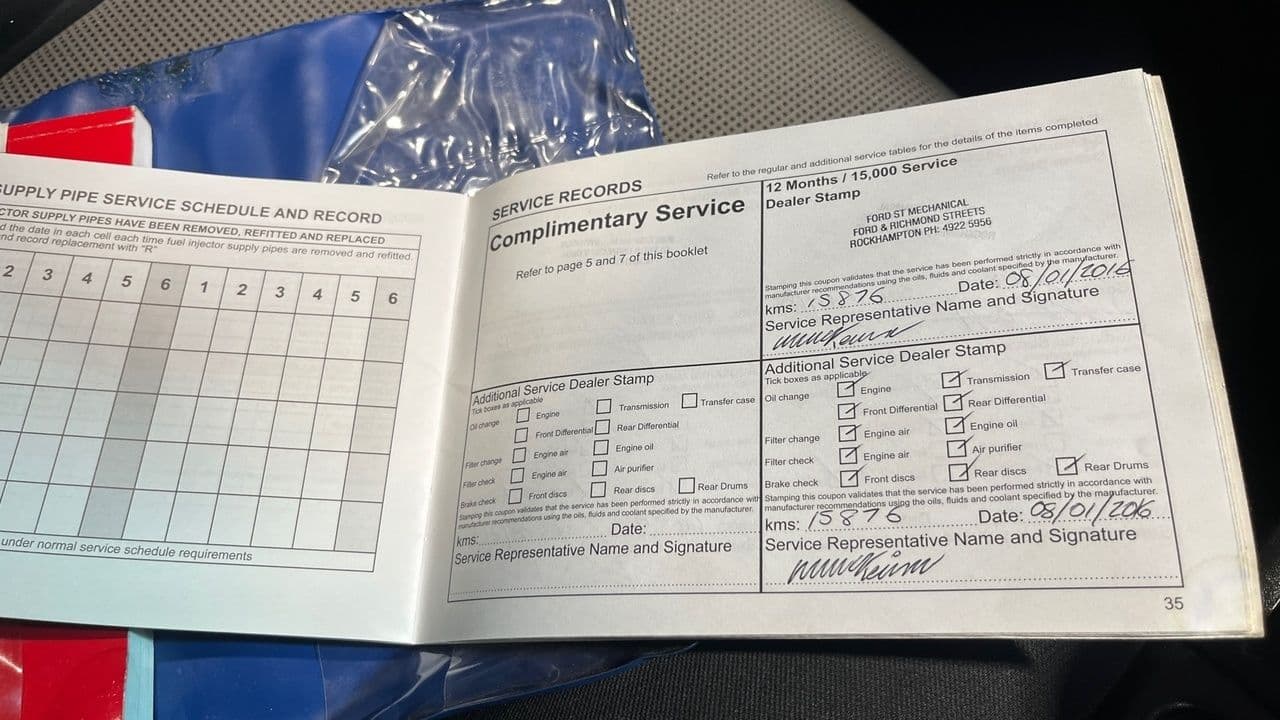 SUPPLY PIPE SERVICE SCHEDULE AND RECORD
CTOR SUPPLY PIPES HAVE BEEN REMOVED, REFITTED AND REPLACED
d the date in each cell each time fuel injector supply pipes are removed and refitted.
nd record replacement with "R"
2 3 4 5 6 1 2 3 4 5 6
under normal service schedule requirements
SERVICE RECORDS
Refer to the regular and additional service tables for the details of the items completed
Complimentary Service
Refer to page 5 and 7 of this booklet
12 Months / 15,000 Service
Dealer Stamp
FORD ST MECHANICAL
FORD & RICHMOND STREETS
ROCKHAMPTON PH: 4922 5956
Stamping this coupon validates that the service has been performed strictly in accordance with
manufacturer recommendations using the oils, fluids and coolant specified by the manufacturer.
kms: 15876 Date: 08/01/2016
Service Representative Name and Signature
Additional Service Dealer Stamp
Tick boxes as applicable
Oil change Engine Transmission Transfer case
Front Differential Rear Differential
Filter change Engine air Engine oil
Filter check Engine air Air purifier
Brake check Front discs Rear discs Rear Drums
Stamping this coupon validates that the service has been performed strictly in accordance with
manufacturer recommendations using the oils, fluids and coolant specified by the manufacturer.
kms: Date:
Service Representative Name and Signature
Additional Service Dealer Stamp
Tick boxes as applicable
Oil change Engine Transmission Transfer case
Front Differential Rear Differential
Filter change Engine air Engine oil
Filter check Engine air Air purifier
Brake check Front discs Rear discs Rear Drums
Stamping this coupon validates that the service has been performed strictly in accordance with
manufacturer recommendations using the oils, fluids and coolant specified by the manufacturer.
kms: 15876 Date: 08/01/2016
Service Representative Name and Signature
35